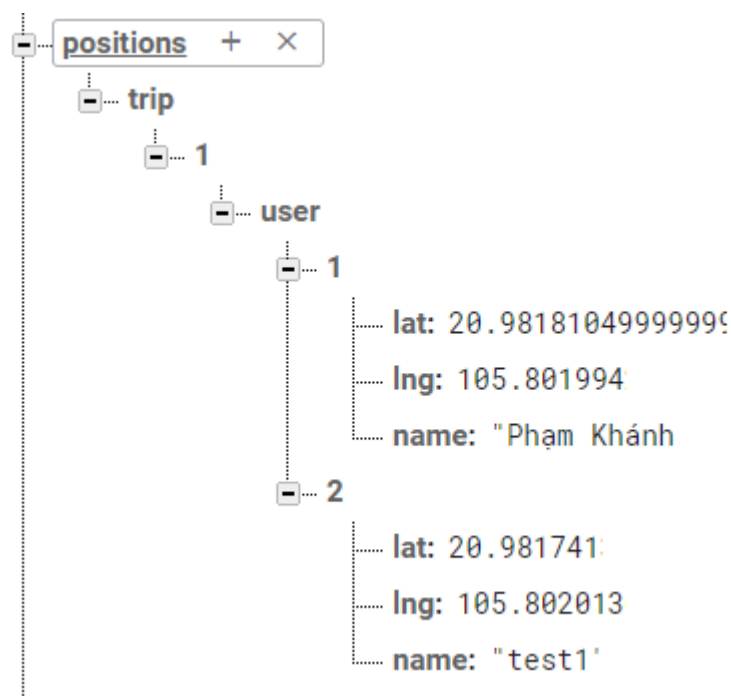 positions + ×
trip
1
user
1
lat: 20.98181049999999
lng: 105.801994
name: "Phạm Khánh
2
lat: 20.981741
lng: 105.802013
name: "test1"